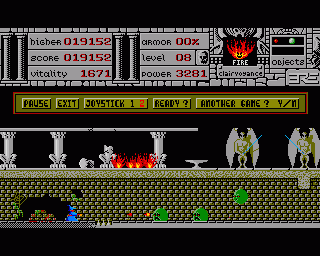 higher 019152 armor 00%
score 019152 level 08 FIRE
vitality 1671 power 3281 clairvoyance objects
PAUSE EXIT JOYSTICK 1 2 READY ? ANOTHER GAME ? Y/N!